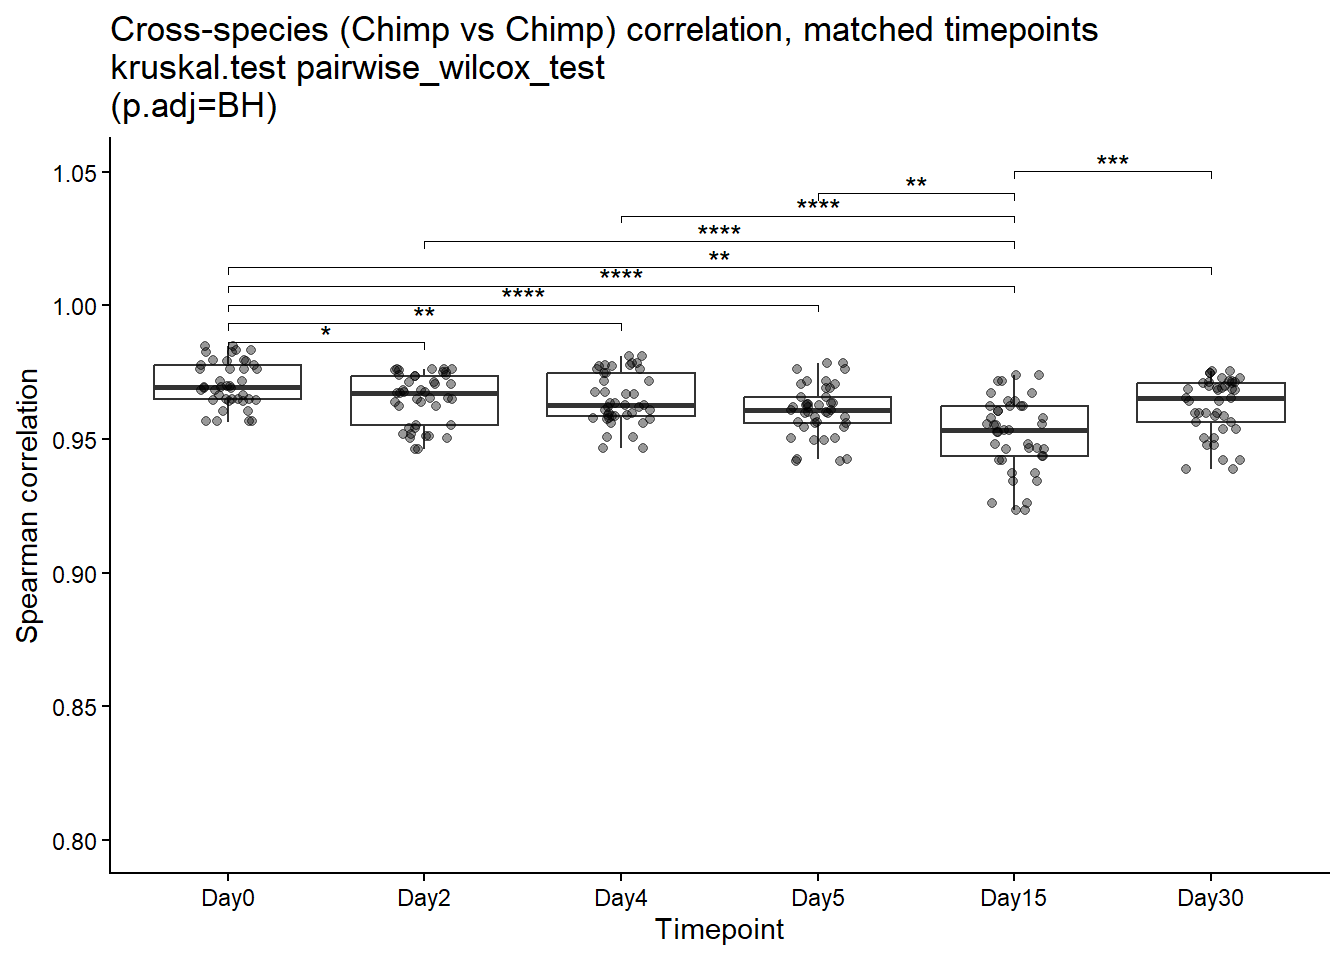 Cross-species (Chimp vs Chimp) correlation, matched timepoints
kruskal.test pairwise_wilcox_test
(p.adj=BH)
Spearman correlation
1.05
1.00
0.95
0.90
0.85
0.80
***
**
****
****
**
****
****
**
*
Day0 Day2 Day4 Day5 Day15 Day30
Timepoint